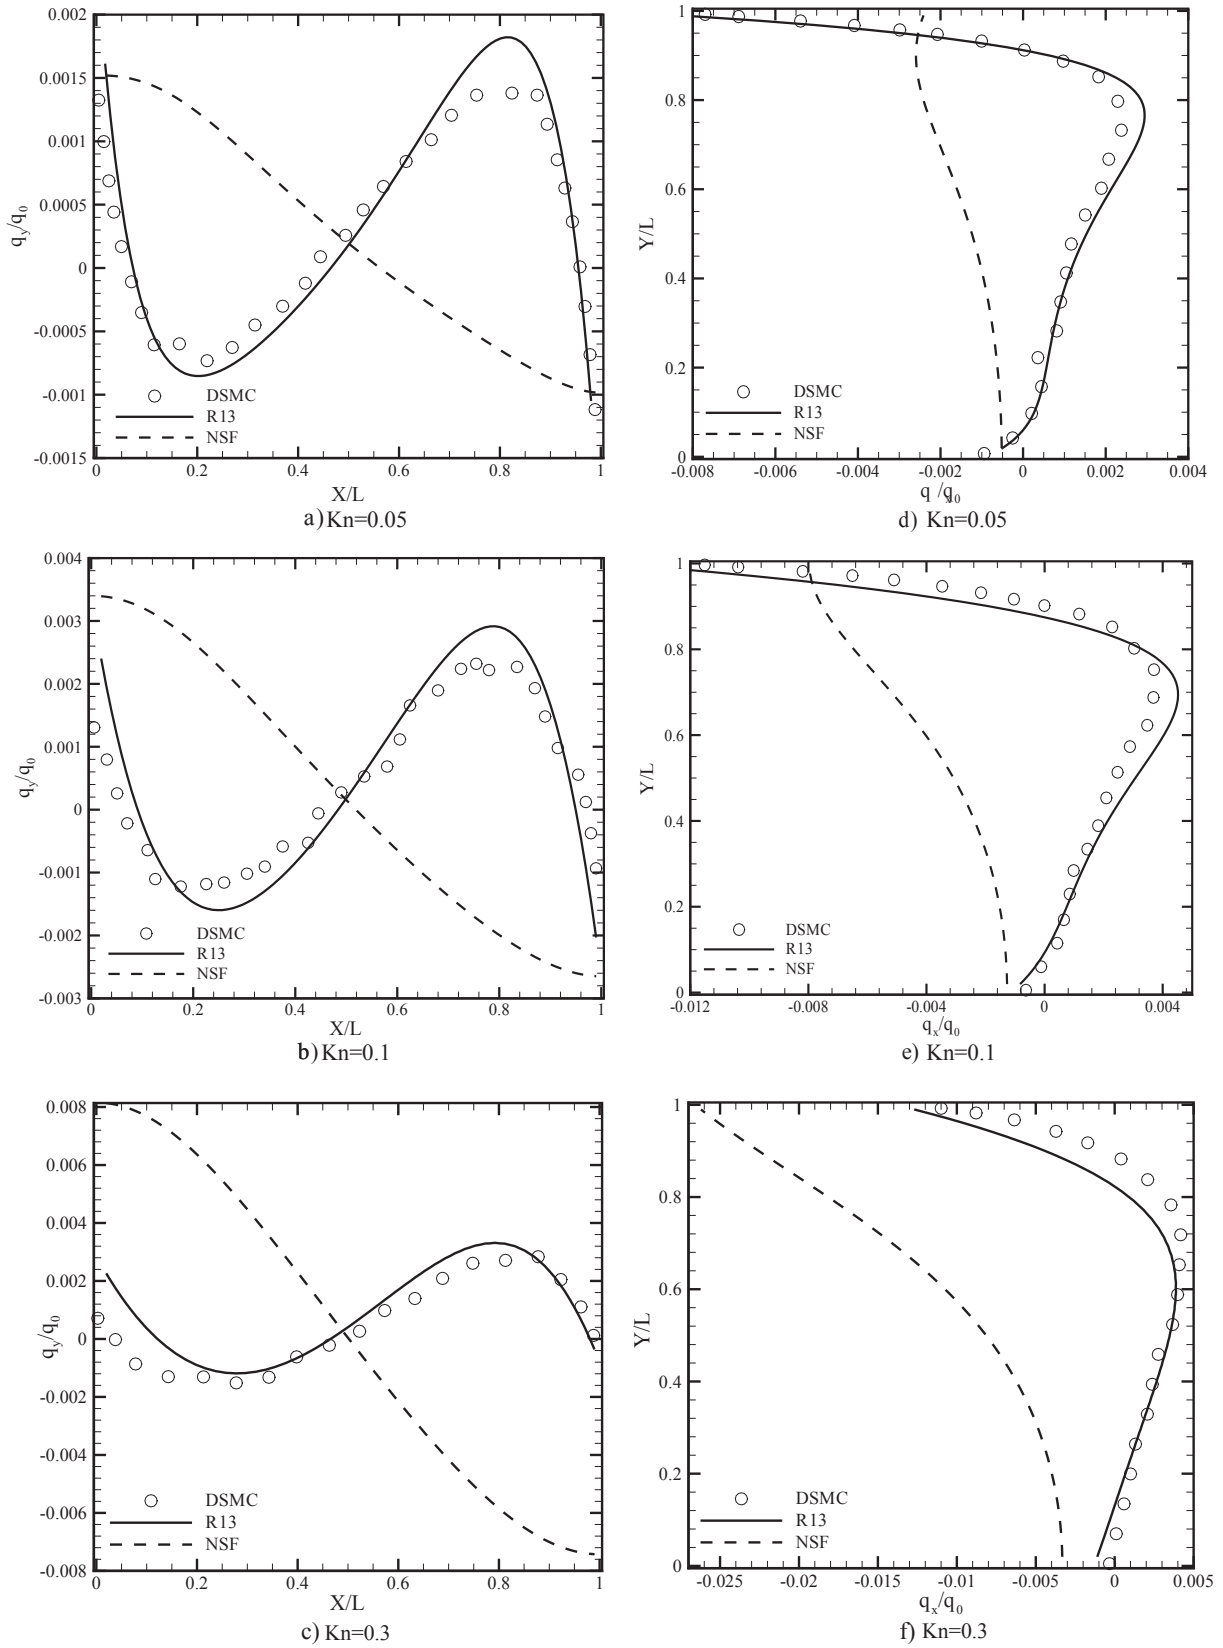 0.002
0.0015
0.001
0.0005
0
-0.0005
-0.001
-0.0015
q_y/q_0
DSMC
R13
NSF
0 0.2 0.4 0.6 0.8 1
X/L
a) Kn=0.05
1
0.8
0.6
0.4
0.2
0
Y/L
DSMC
R13
NSF
-0.008 -0.006 -0.004 -0.002 0 0.002 0.004
q_x/q_0
d) Kn=0.05
0.004
0.003
0.002
0.001
0
-0.001
-0.002
-0.003
q_y/q_0
DSMC
R13
NSF
0 0.2 0.4 0.6 0.8 1
X/L
b) Kn=0.1
1
0.8
0.6
0.4
0.2
0
Y/L
DSMC
R13
NSF
-0.012 -0.008 -0.004 0 0.004
q_x/q_0
e) Kn=0.1
0.008
0.006
0.004
0.002
0
-0.002
-0.004
-0.006
-0.008
q_y/q_0
DSMC
R13
NSF
0 0.2 0.4 0.6 0.8 1
X/L
c) Kn=0.3
1
0.8
0.6
0.4
0.2
0
Y/L
DSMC
R13
NSF
-0.025 -0.02 -0.015 -0.01 -0.005 0 0.005
q_x/q_0
f) Kn=0.3